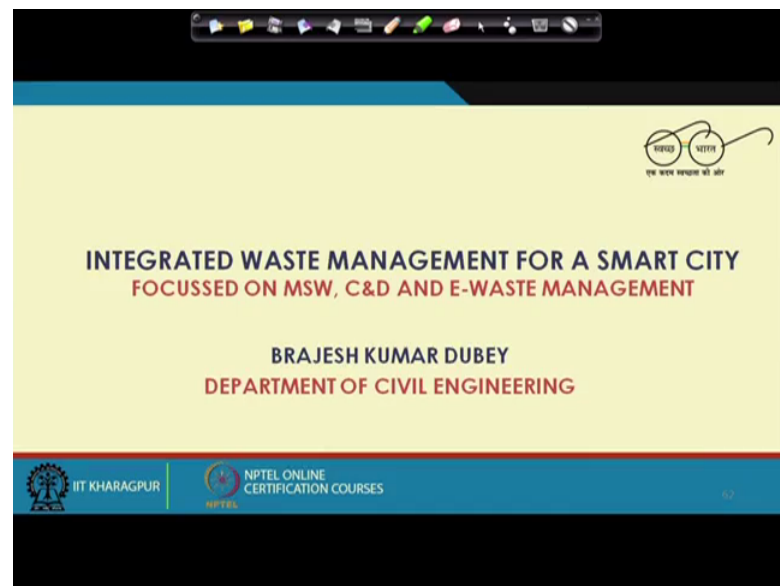 स्वच्छ भारत
एक कदम स्वच्छता की ओर
INTEGRATED WASTE MANAGEMENT FOR A SMART CITY
FOCUSSED ON MSW, C&D AND E-WASTE MANAGEMENT
BRAJESH KUMAR DUBEY
DEPARTMENT OF CIVIL ENGINEERING
IIT KHARAGPUR
NPTEL ONLINE
CERTIFICATION COURSES
NPTEL
62